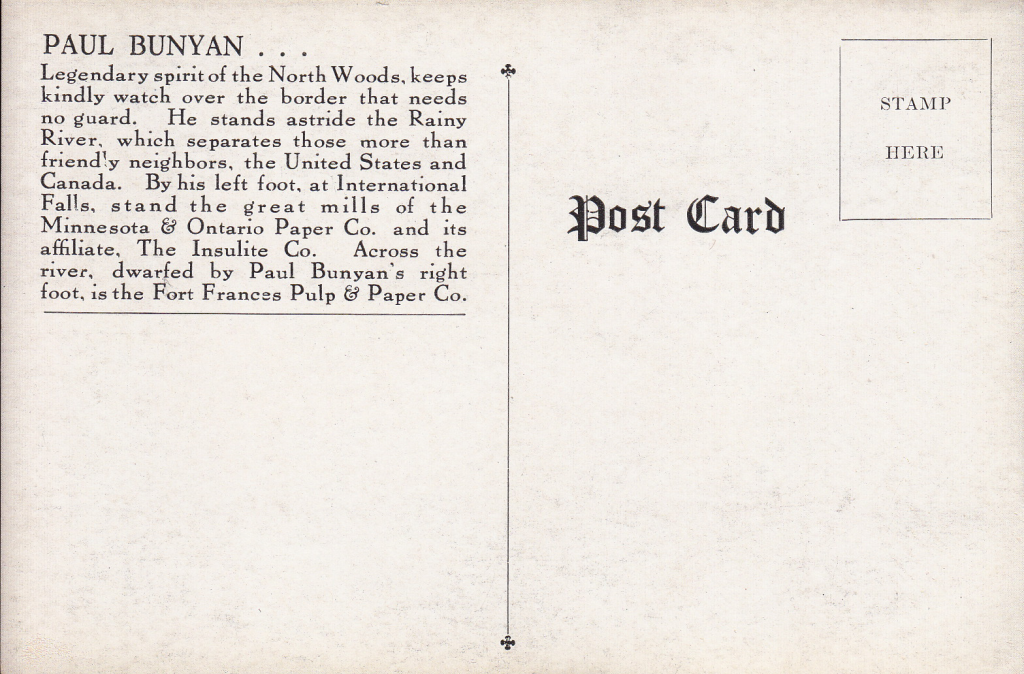 PAUL BUNYAN . . .
Legendary spirit of the North Woods, keeps
kindly watch over the border that needs
no guard. He stands astride the Rainy
River, which separates those more than
friendly neighbors, the United States and
Canada. By his left foot, at International
Falls, stand the great mills of the
Minnesota & Ontario Paper Co. and its
affiliate, The Insulite Co. Across the
river, dwarfed by Paul Bunyan's right
foot, is the Fort Frances Pulp & Paper Co.
Post Card
STAMP
HERE